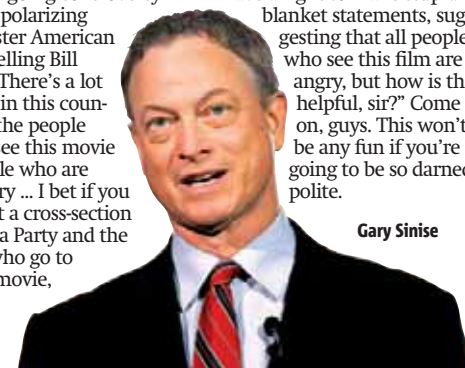 polarizing
ster American
elling Bill
There's a lot
in this coun-
the people
see this movie
le who are
ry ... I bet if you
t a cross-section
a Party and the
who go to
movie,
blanket statements, sug-
gesting that all people
who see this film are
angry, but how is th
helpful, sir?” Come
on, guys. This won't
be any fun if you're
going to be so darned
polite.
Gary Sinise